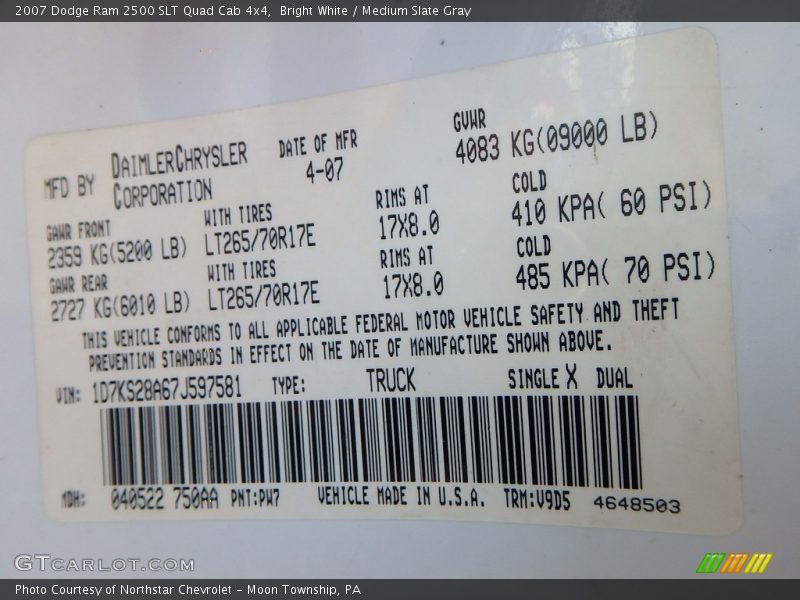 2007 Dodge Ram 2500 SLT Quad Cab 4x4, Bright White / Medium Slate Gray
MFD BY DAIMLERCHRYSLER CORPORATION
DATE OF MFR
4-07
GVWR
4083 KG(09000 LB)
GAWR FRONT
2359 KG(5200 LB)
WITH TIRES
LT265/70R17E
RIMS AT
17X8.0
COLD
410 KPA( 60 PSI)
GAWR REAR
2727 KG(6010 LB)
WITH TIRES
LT265/70R17E
RIMS AT
17X8.0
COLD
485 KPA( 70 PSI)
THIS VEHICLE CONFORMS TO ALL APPLICABLE FEDERAL MOTOR VEHICLE SAFETY AND THEFT
PREVENTION STANDARDS IN EFFECT ON THE DATE OF MANUFACTURE SHOWN ABOVE.
VIN: 1D7KS28A67J597581 TYPE: TRUCK SINGLE X DUAL
MDH: 040522 750AA PNT:PW7 VEHICLE MADE IN U.S.A. TRM:V9D5 4648503
GTCARLOT.COM
Photo Courtesy of Northstar Chevrolet - Moon Township, PA